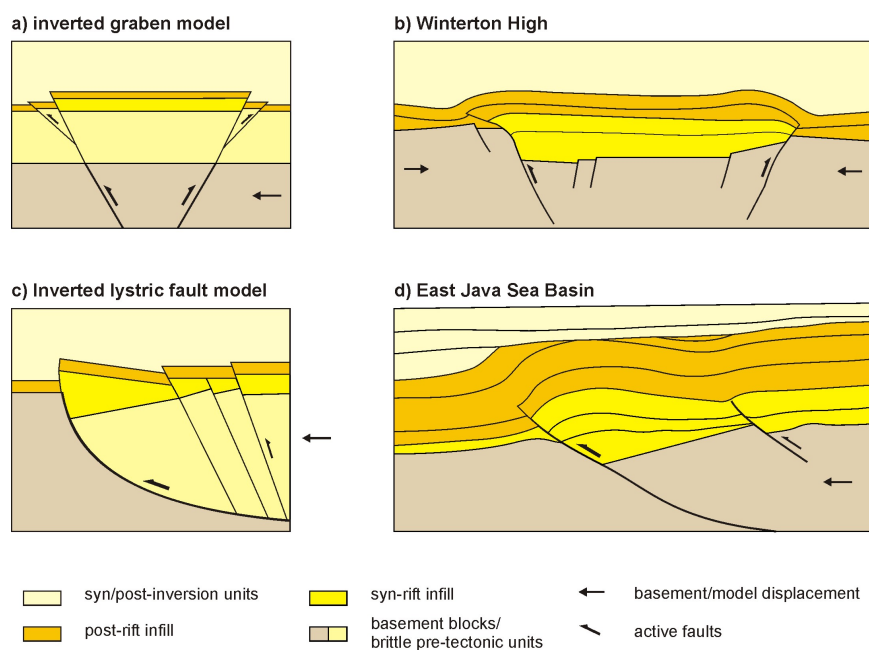 a) inverted graben model
b) Winterton High
c) Inverted lystric fault model
d) East Java Sea Basin
syn/post-inversion units
syn-rift infill
basement/model displacement
post-rift infill
basement blocks/
brittle pre-tectonic units
active faults